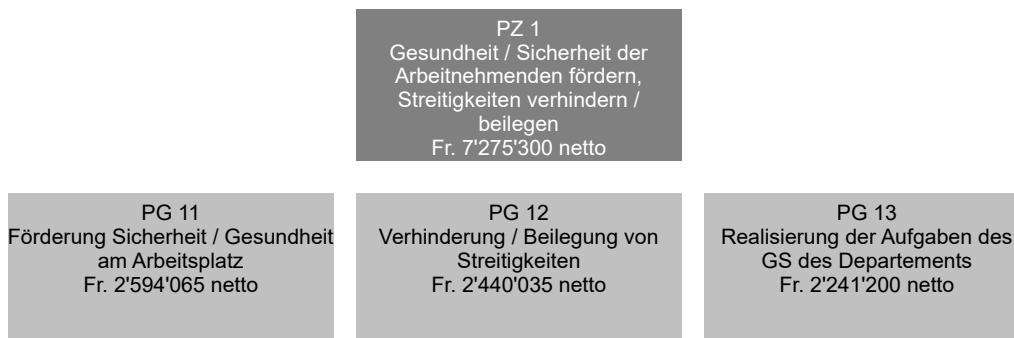 PZ 1
Gesundheit / Sicherheit der
Arbeitnehmenden fördern,
Streitigkeiten verhindern /
beilegen
Fr. 7'275'300 netto
PG 11
Förderung Sicherheit / Gesundheit
am Arbeitsplatz
Fr. 2'594'065 netto
PG 12
Verhinderung / Beilegung von
Streitigkeiten
Fr. 2'440'035 netto
PG 13
Realisierung der Aufgaben des
GS des Departements
Fr. 2'241'200 netto